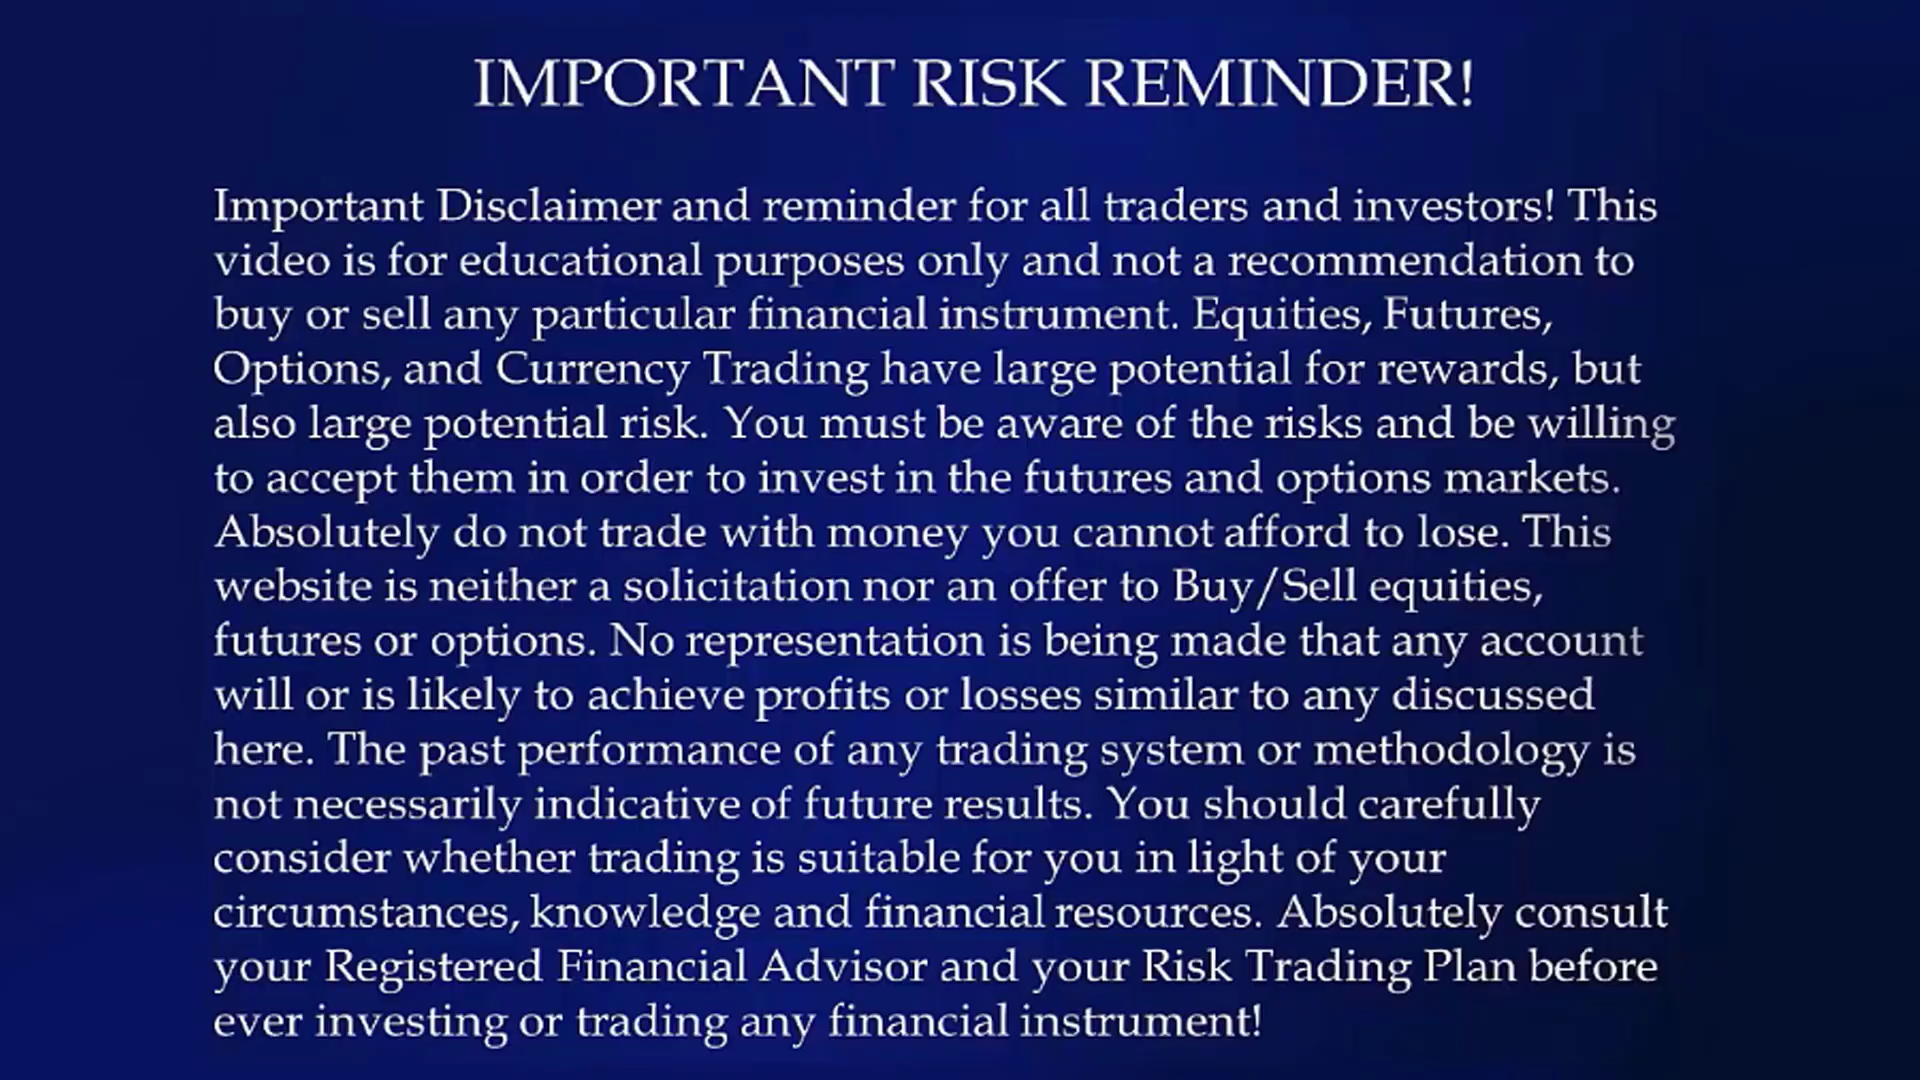 IMPORTANT RISK REMINDER!
Important Disclaimer and reminder for all traders and investors! This
video is for educational purposes only and not a recommendation to
buy or sell any particular financial instrument. Equities, Futures,
Options, and Currency Trading have large potential for rewards, but
also large potential risk. You must be aware of the risks and be willing
to accept them in order to invest in the futures and options markets.
Absolutely do not trade with money you cannot afford to lose. This
website is neither a solicitation nor an offer to Buy/Sell equities,
futures or options. No representation is being made that any account
will or is likely to achieve profits or losses similar to any discussed
here. The past performance of any trading system or methodology is
not necessarily indicative of future results. You should carefully
consider whether trading is suitable for you in light of your
circumstances, knowledge and financial resources. Absolutely consult
your Registered Financial Advisor and your Risk Trading Plan before
ever investing or trading any financial instrument!